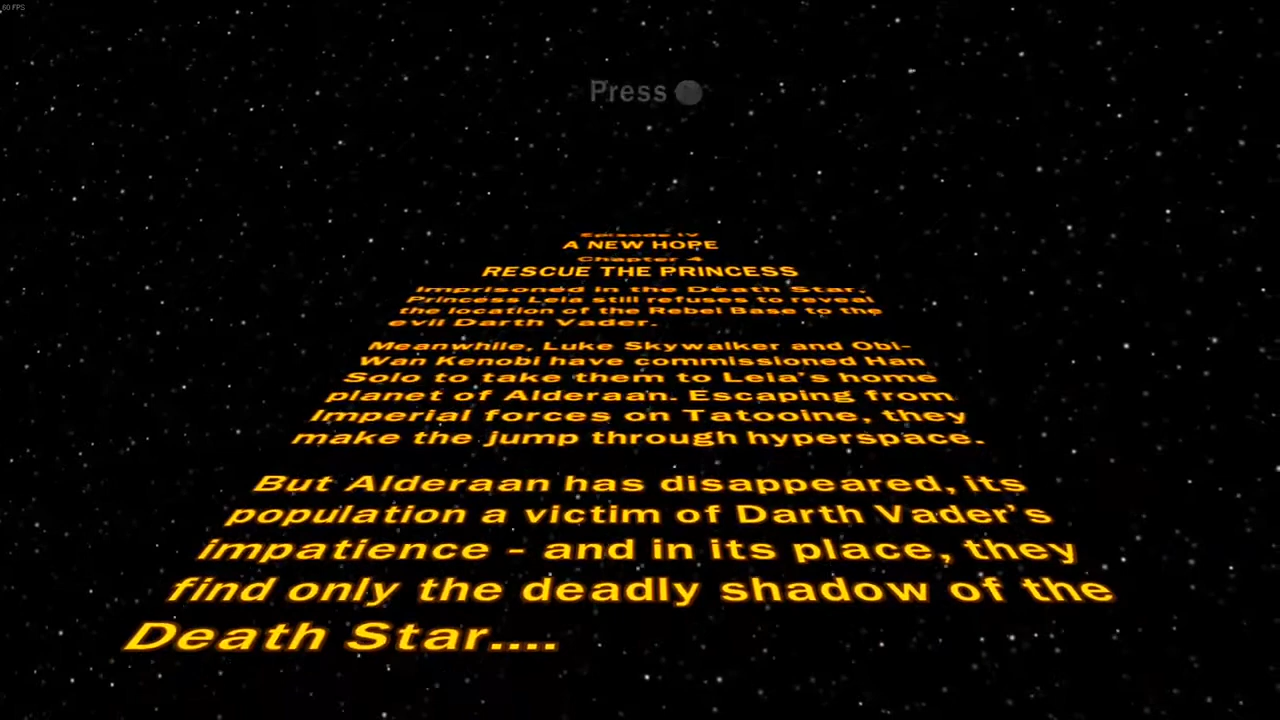 60 FPS
Press
Episode IV
A NEW HOPE
Chapter 4
RESCUE THE PRINCESS
Imprisoned in the Death Star,
Princess Leia still refuses to reveal
the location of the Rebel Base to the
evil Darth Vader.
Meanwhile, Luke Skywalker and Obi-
Wan Kenobi have commissioned Han
Solo to take them to Leia's home
planet of Alderaan. Escaping from
Imperial forces on Tatooine, they
make the jump through hyperspace.
But Alderaan has disappeared, its
population a victim of Darth Vader's
impatience - and in its place, they
find only the deadly shadow of the
Death Star....